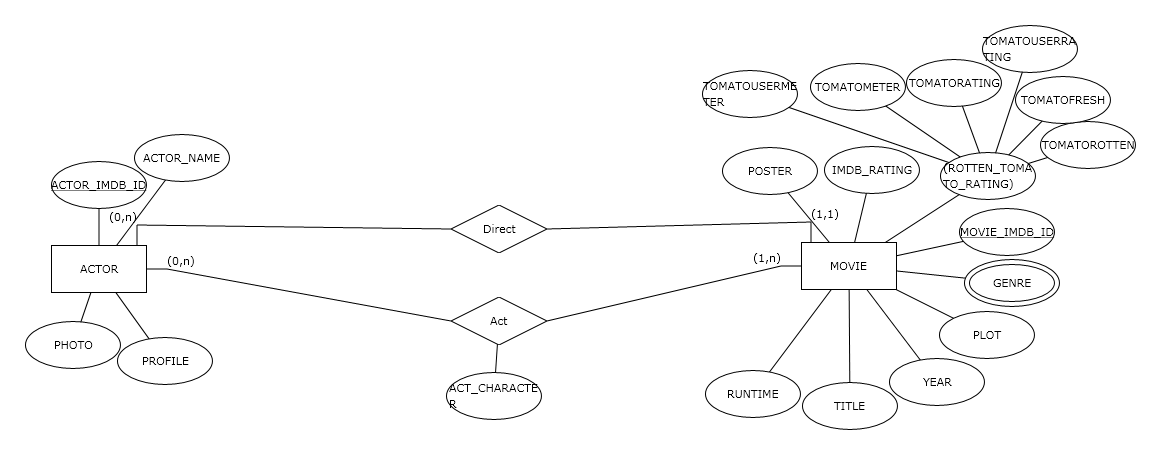 TOMATOUSERRA
TING
TOMATOUSERME
TER
TOMATOMETER
TOMATORATING
TOMATOFRESH
TOMATOROTTEN
ACTOR_NAME
ACTOR_IMDB_ID
POSTER
IMDB_RATING
(ROTTEN_TOMA
TO_RATING)
(0,n)
(1,1)
Direct
MOVIE_IMDB_ID
ACTOR
(0,n)
(1,n)
MOVIE
GENRE
Act
PLOT
PHOTO
PROFILE
ACT_CHARACTE
R
RUNTIME
TITLE
YEAR